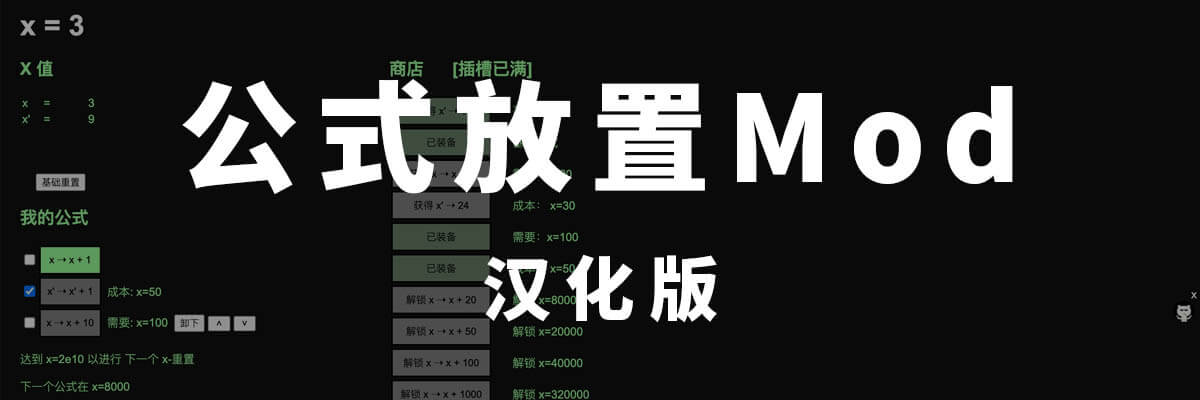 x = 3
X 值
x = 3
x' = 9
基础重置
我的公式
x ➝ x + 1
x' ➝ x' + 1 成本: x=50
x ➝ x + 10 需要: x=100 卸下 ʌ v
达到 x=2e10 以进行 下一个 x-重置
下一个公式在 x=8000
商店 [插槽已满]
已装备
获得 x' ➝ 24 成本： x=30
已装备 需要：x=100
已装备
解锁 x ➝ x + 20
解锁 x ➝ x + 50 解锁 x=20000
解锁 x ➝ x + 100 解锁 x=40000
解锁 x ➝ x + 1000 解锁 x=320000
公式放置Mod
汉化版
x